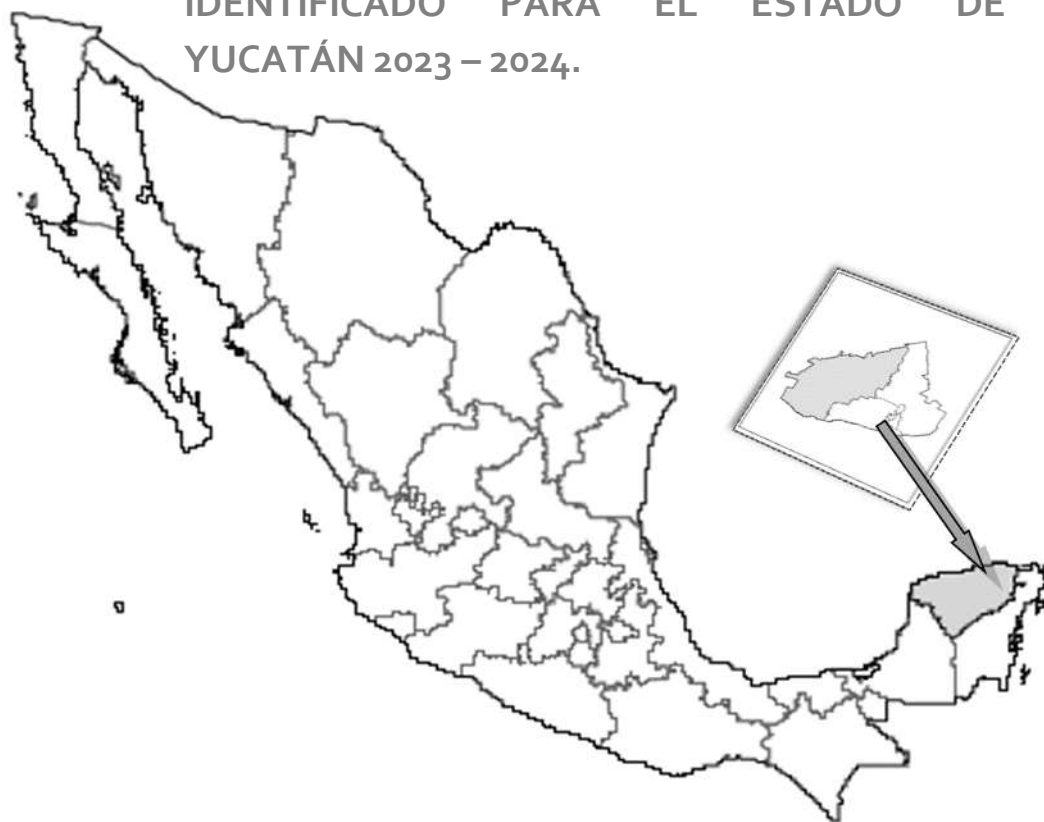 IDENTIFICADO PARA EL ESTADO DE
YUCATÁN 2023 – 2024.